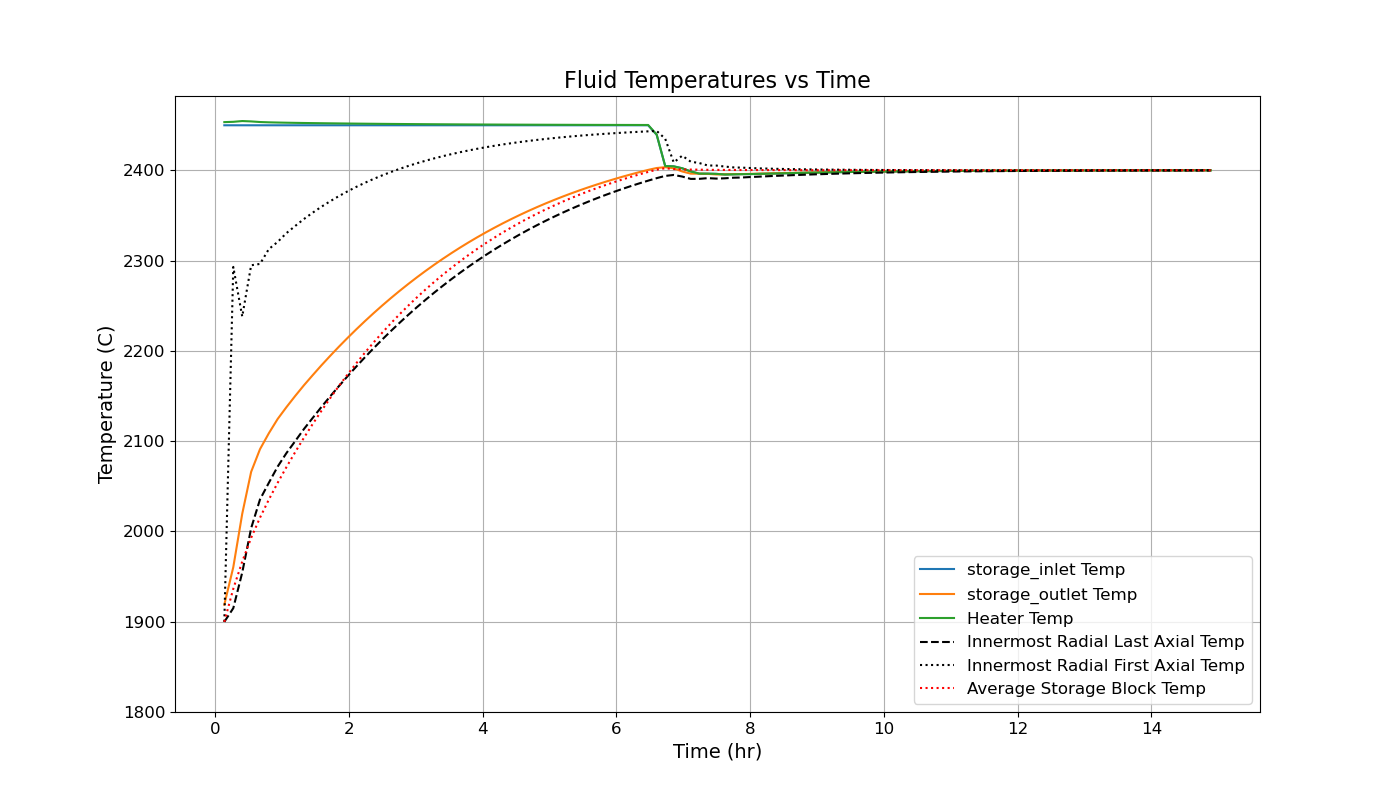 Fluid Temperatures vs Time
Temperature (C)
2400
2300
2200
2100
2000
1900
1800
0 2 4 6 8 10 12 14
Time (hr)
storage_inlet Temp
storage_outlet Temp
Heater Temp
Innermost Radial Last Axial Temp
Innermost Radial First Axial Temp
Average Storage Block Temp